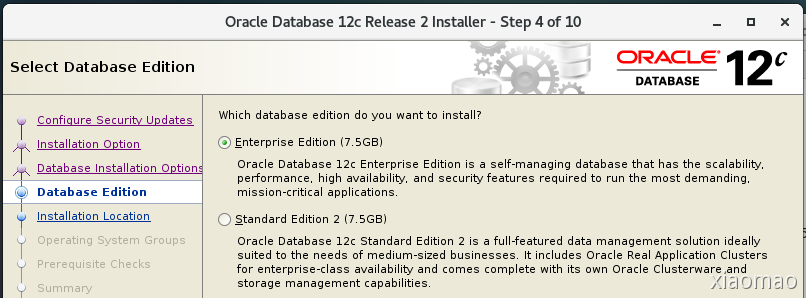 Oracle Database 12c Release 2 Installer - Step 4 of 10
Select Database Edition
ORACLE
DATABASE
12c
Configure Security Updates
Installation Option
Database Installation Options
Database Edition
Installation Location
Operating System Groups
Prerequisite Checks
Summary
Which database edition do you want to install?
Enterprise Edition (7.5GB)
Oracle Database 12c Enterprise Edition is a self-managing database that has the scalability,
performance, high availability, and security features required to run the most demanding,
mission-critical applications.
Standard Edition 2 (7.5GB)
Oracle Database 12c Standard Edition 2 is a full-featured data management solution ideally
suited to the needs of medium-sized businesses. It includes Oracle Real Application Clusters
for enterprise-class availability and comes complete with its own Oracle Clusterware and
storage management capabilities.
xiaomao